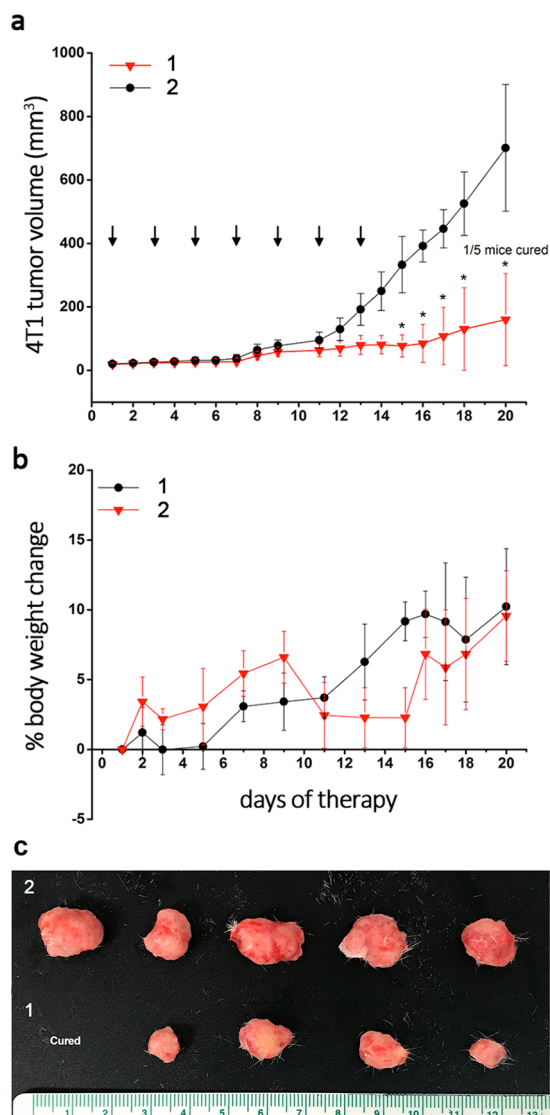 a
1000
800
600
400
200
0
4T1 tumor volume (mm³)
1
2
1/5 mice cured
*
*
*
*
*
0 2 4 6 8 10 12 14 16 18 20
b
20
15
10
5
0
-5
% body weight change
1
2
0 2 4 6 8 10 12 14 16 18 20
days of therapy
c
2
1
Cured
1 2 3 4 5 6 7 8 9 10 11 12 13